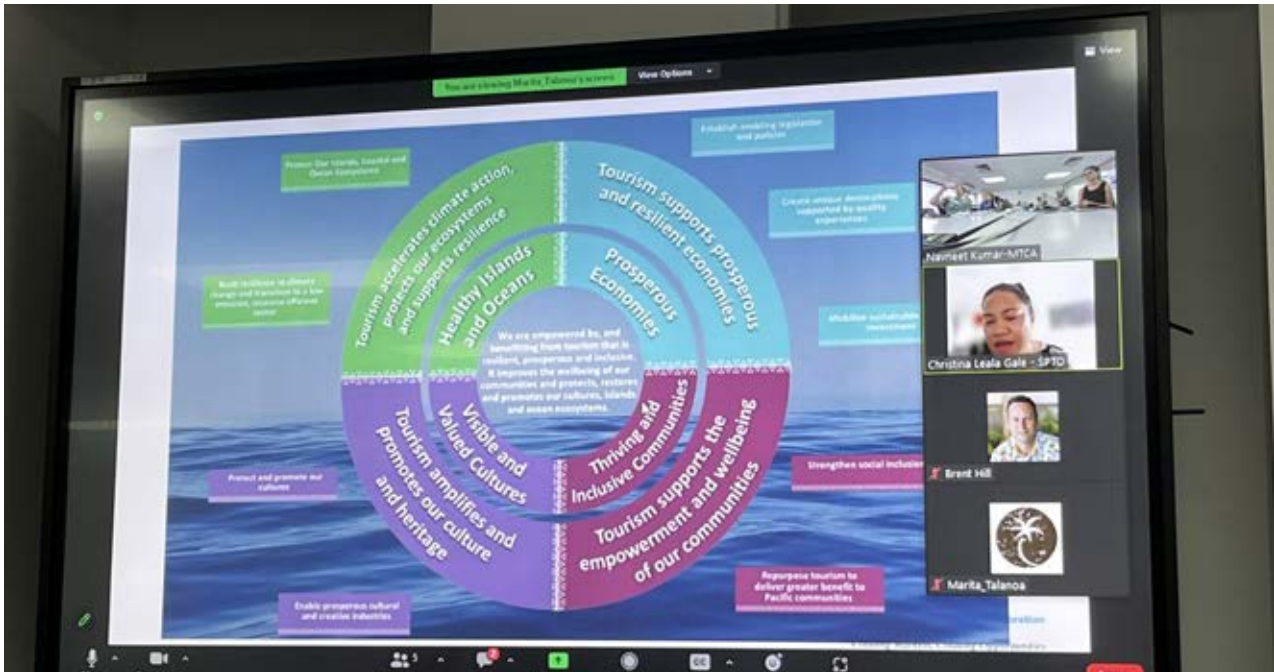 You are viewing Marita_Talanoa's screen
View Options
View
Protect Our Islands, Coastal and
Ocean Ecosystems
Build resilience to climate
change and transition to a low
emission, resource efficient
sector
Tourism accelerates climate action,
protects our ecosystems
and supports resilience
Healthy Islands
and Oceans
Establish enabling legislation
and policies
Create unique destinations
supported by quality
experiences
Mobilise sustainable
investment
Tourism supports prosperous
and resilient economies
Prosperous
Economies
We are empowered by, and
benefitting from tourism that is
resilient, prosperous and inclusive.
It improves the wellbeing of our
communities and protects, restores
and promotes our cultures, islands
and ocean ecosystems.
Visible and
Valued Cultures
Tourism amplifies and
promotes our culture
and heritage
Protect and promote our
cultures
Enable prosperous cultural
and creative industries
Thriving and
Inclusive Communities
Tourism supports the
empowerment and wellbeing
of our communities
Strengthen social inclusion
Repurpose tourism to
deliver greater benefit to
Pacific communities
Navneet Kumar-MTCA
Christina Leala Gale - SPTO
Brent Hill
Marita_Talanoa
5
2
CC